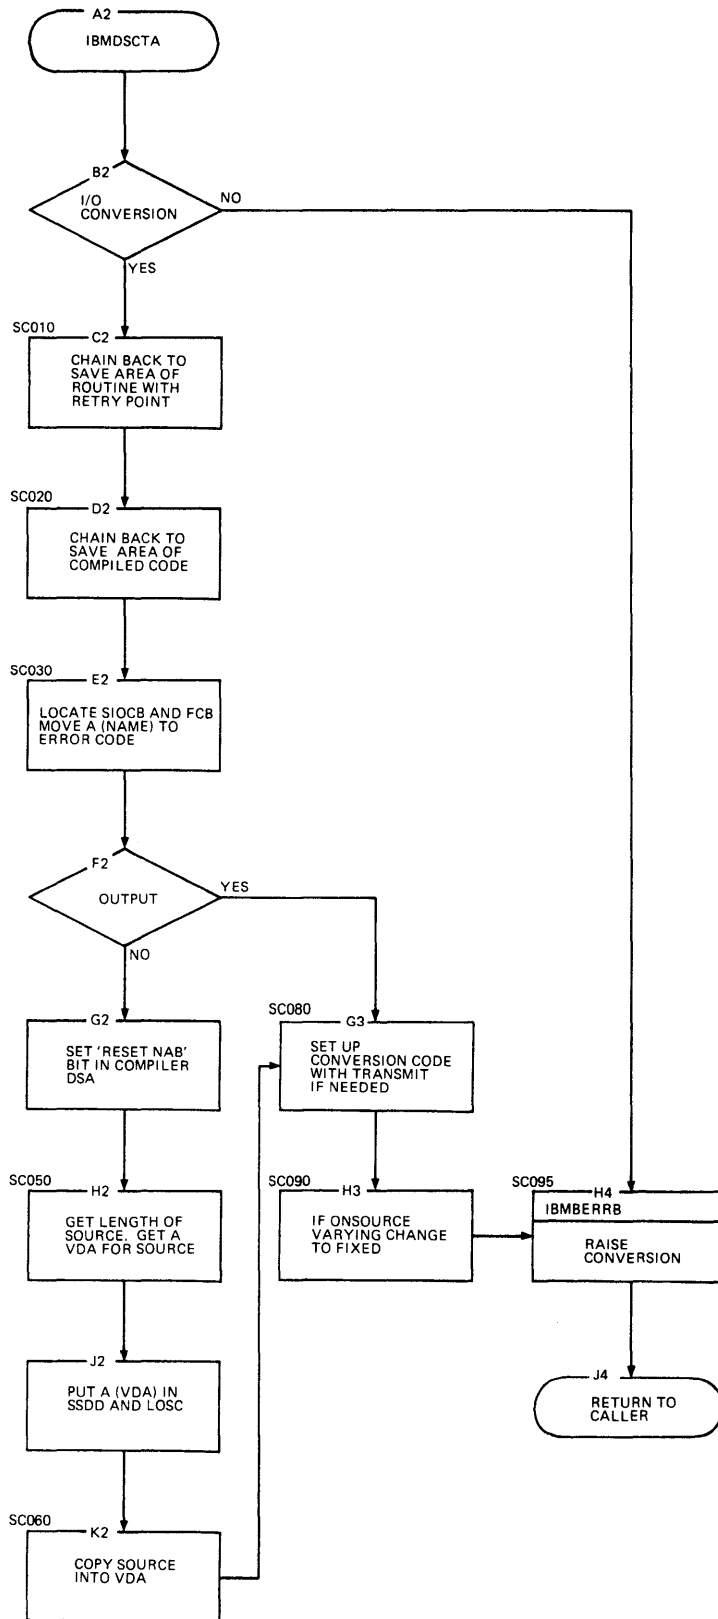 A2
IBMDSCTA
B2
I/O
CONVERSION
NO
YES
SC010
C2
CHAIN BACK TO
SAVE AREA OF
ROUTINE WITH
RETRY POINT
SC020
D2
CHAIN BACK TO
SAVE AREA OF
COMPILED CODE
SC030
E2
LOCATE SIOCB AND FCB
MOVE A (NAME) TO
ERROR CODE
F2
OUTPUT
YES
NO
G2
SET 'RESET NAB'
BIT IN COMPILER
DSA
SC080
G3
SET UP
CONVERSION CODE
WITH TRANSMIT
IF NEEDED
SC050
H2
GET LENGTH OF
SOURCE. GET A
VDA FOR SOURCE
SC090
H3
IF ONSOURCE
VARYING CHANGE
TO FIXED
SC095
H4
IBMBERRB
RAISE
CONVERSION
J2
PUT A (VDA) IN
SSDD AND LOSC
J4
RETURN TO
CALLER
SC060
K2
COPY SOURCE
INTO VDA